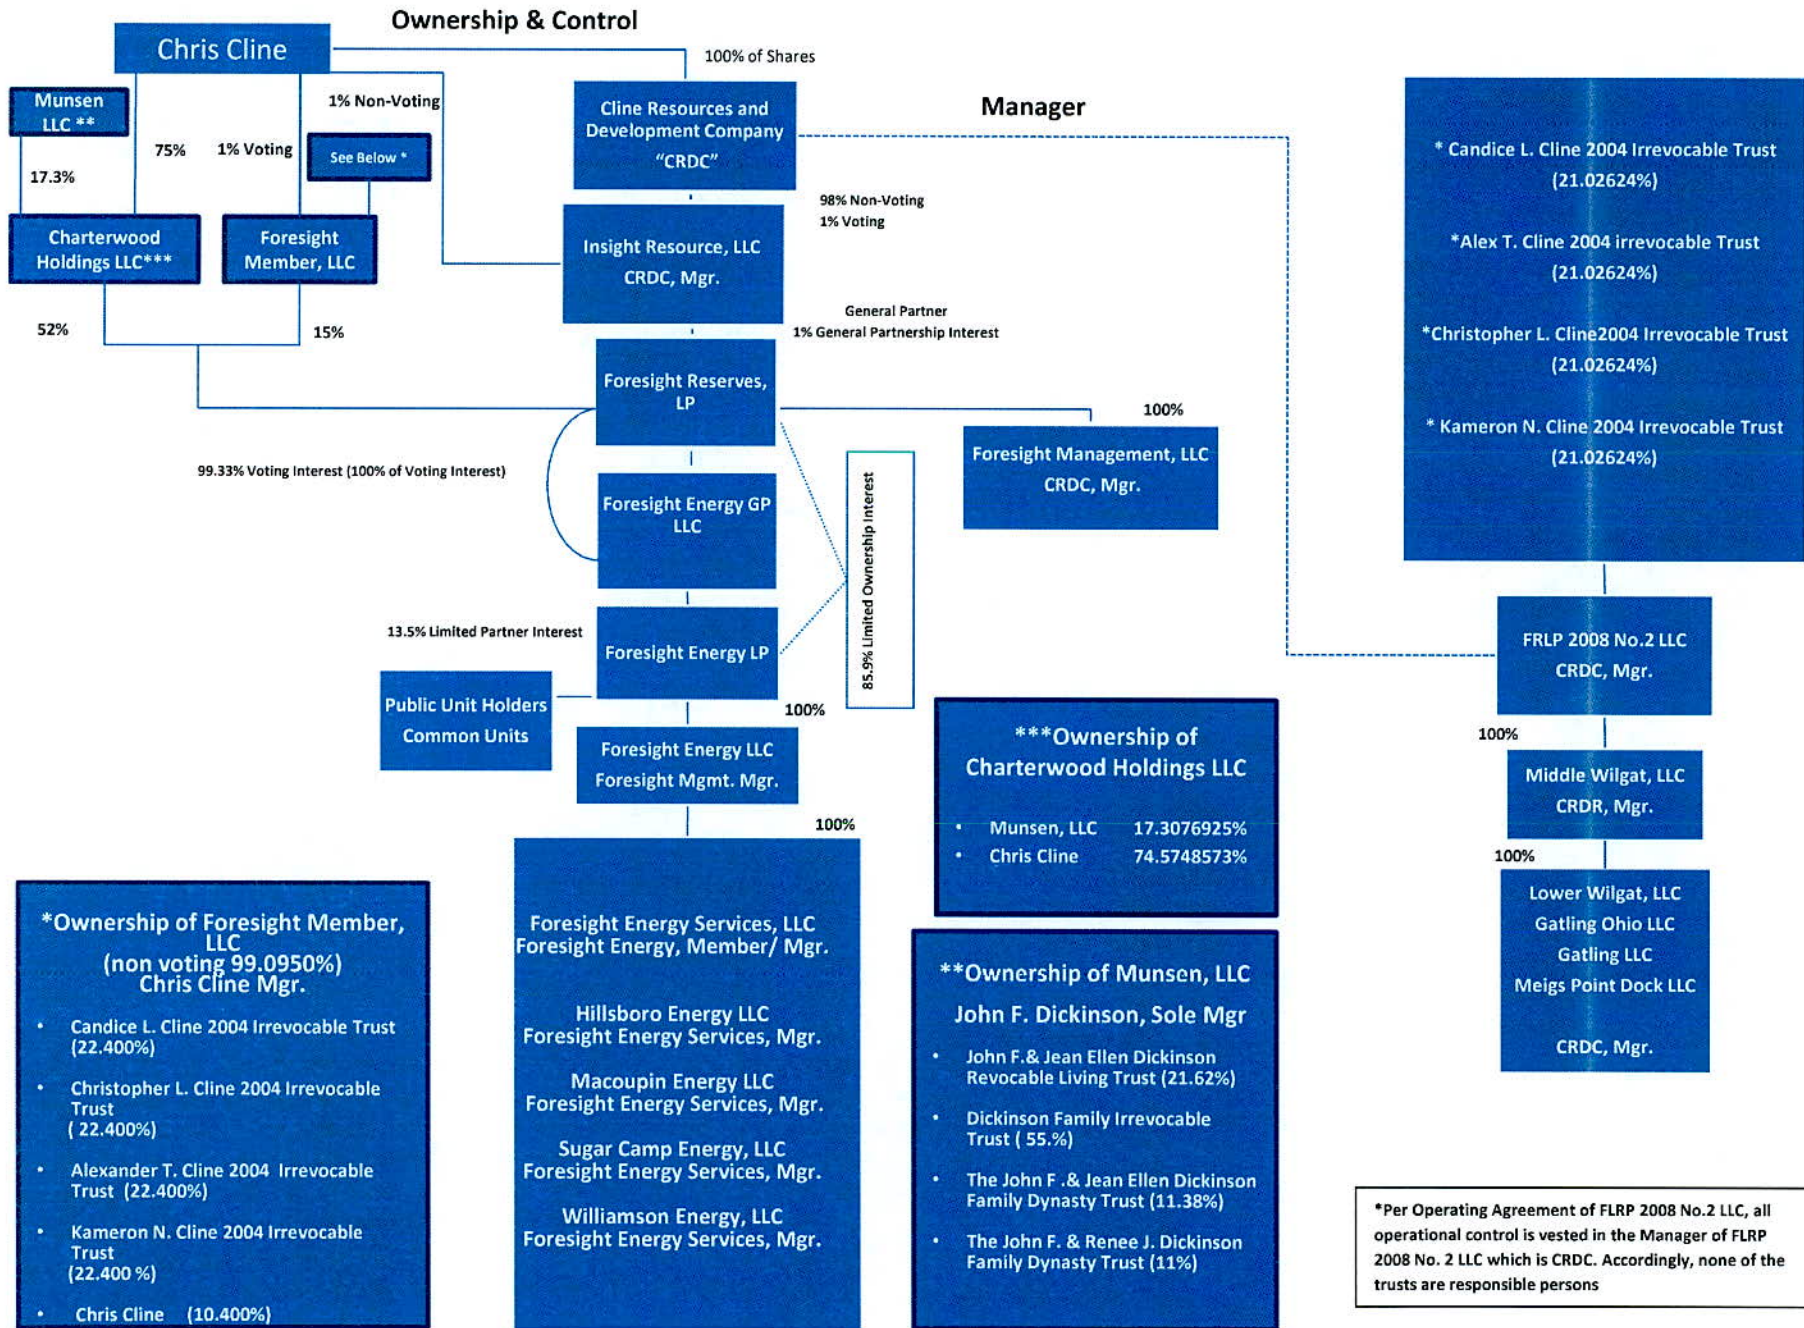 Ownership & Control
Chris Cline
100% of Shares
Munsen
LLC **
1% Non-Voting
75%
1% Voting
See Below *
17.3%
Charterwood
Holdings LLC***
Foresight
Member, LLC
52%
15%
Cline Resources and
Development Company
“CRDC”
Manager
98% Non-Voting
1% Voting
Insight Resource, LLC
CRDC, Mgr.
General Partner
1% General Partnership Interest
Foresight Reserves,
LP
100%
Foresight Management, LLC
CRDC, Mgr.
99.33% Voting Interest (100% of Voting Interest)
Foresight Energy GP
LLC
85.9% Limited Ownership Interest
13.5% Limited Partner Interest
Foresight Energy LP
Public Unit Holders
Common Units
100%
Foresight Energy LLC
Foresight Mgmt. Mgr.
100%
Foresight Energy Services, LLC
Foresight Energy, Member/ Mgr.
Hillsboro Energy LLC
Foresight Energy Services, Mgr.
Macoupin Energy LLC
Foresight Energy Services, Mgr.
Sugar Camp Energy, LLC
Foresight Energy Services, Mgr.
Williamson Energy, LLC
Foresight Energy Services, Mgr.
* Candice L. Cline 2004 Irrevocable Trust
(21.02624%)
*Alex T. Cline 2004 irrevocable Trust
(21.02624%)
*Christopher L. Cline2004 Irrevocable Trust
(21.02624%)
* Kameron N. Cline 2004 Irrevocable Trust
(21.02624%)
FRLP 2008 No.2 LLC
CRDC, Mgr.
100%
Middle Wilgat, LLC
CRDR, Mgr.
100%
Lower Wilgat, LLC
Gatling Ohio LLC
Gatling LLC
Meigs Point Dock LLC
CRDC, Mgr.
*Ownership of Foresight Member,
LLC
(non voting 99.0950%)
Chris Cline Mgr.
• Candice L. Cline 2004 Irrevocable Trust
(22.400%)
• Christopher L. Cline 2004 Irrevocable
Trust
( 22.400%)
• Alexander T. Cline 2004 Irrevocable
Trust (22.400%)
• Kameron N. Cline 2004 Irrevocable
Trust
(22.400 %)
• Chris Cline (10.400%)
***Ownership of
Charterwood Holdings LLC
• Munsen, LLC 17.3076925%
• Chris Cline 74.5748573%
**Ownership of Munsen, LLC
John F. Dickinson, Sole Mgr
• John F.& Jean Ellen Dickinson
Revocable Living Trust (21.62%)
• Dickinson Family Irrevocable
Trust ( 55.%)
• The John F .& Jean Ellen Dickinson
Family Dynasty Trust (11.38%)
• The John F. & Renee J. Dickinson
Family Dynasty Trust (11%)
*Per Operating Agreement of FLRP 2008 No.2 LLC, all
operational control is vested in the Manager of FLRP
2008 No. 2 LLC which is CRDC. Accordingly, none of the
trusts are responsible persons